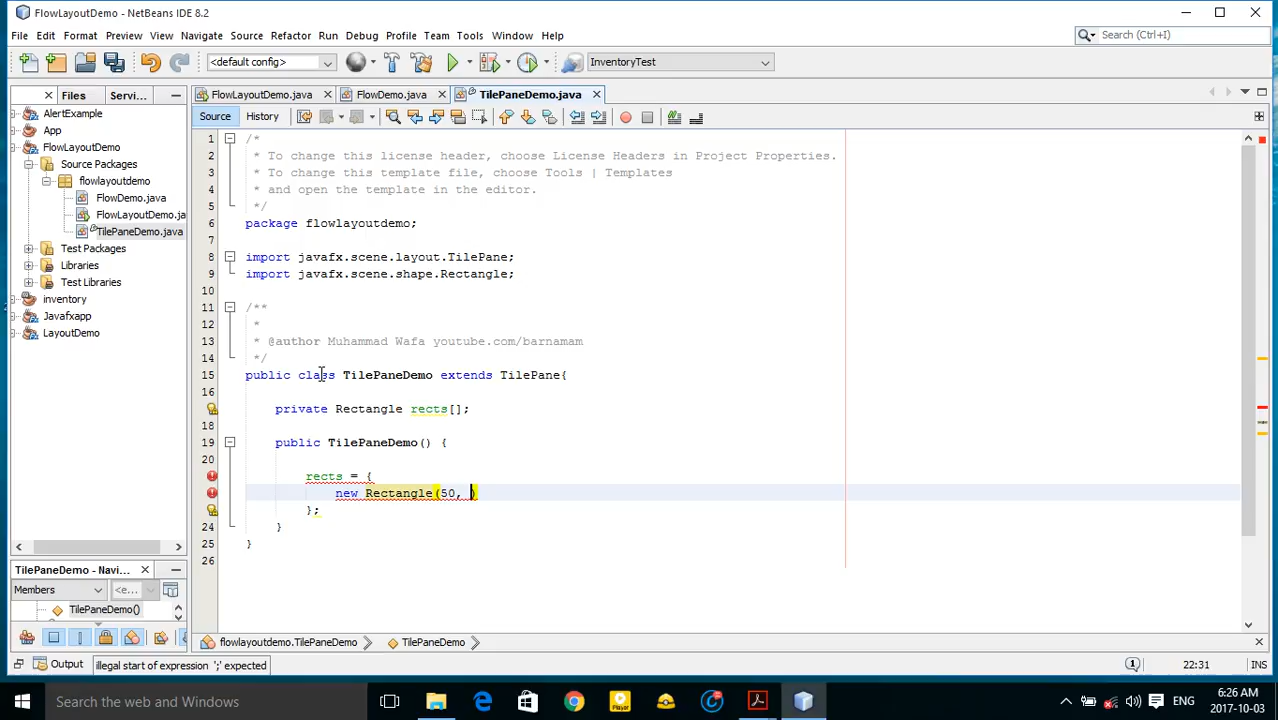 FlowLayoutDemo - NetBeans IDE 8.2
File Edit Format Preview View Navigate Source Refactor Run Debug Profile Team Tools Window Help
Search (Ctrl+I)
<default config>
InventoryTest
Files Servi...
FlowLayoutDemo.java FlowDemo.java TilePaneDemo.java
Source History
AlertExample
App
FlowLayoutDemo
Source Packages
flowlayoutdemo
FlowDemo.java
FlowLayoutDemo.ja
TilePaneDemo.java
Test Packages
Libraries
Test Libraries
inventory
Javafxapp
LayoutDemo
1 /*
2 * To change this license header, choose License Headers in Project Properties.
3 * To change this template file, choose Tools | Templates
4 * and open the template in the editor.
5 */
6 package flowlayoutdemo;
7
8 import javafx.scene.layout.TilePane;
9 import javafx.scene.shape.Rectangle;
10
11 /**
12 *
13 * @author Muhammad Wafa youtube.com/barnamam
14 */
15 public class TilePaneDemo extends TilePane{
16
private Rectangle rects[];
18
19 public TilePaneDemo() {
20
rects = {
new Rectangle(50, )
};
24 }
25 }
26
TilePaneDemo - Navi...
Members <e...
TilePaneDemo()
flowlayoutdemo.TilePaneDemo TilePaneDemo
Output illegal start of expression ';' expected 1 22:31 INS
Search the web and Windows
Player
ENG
6:26 AM
2017-10-03